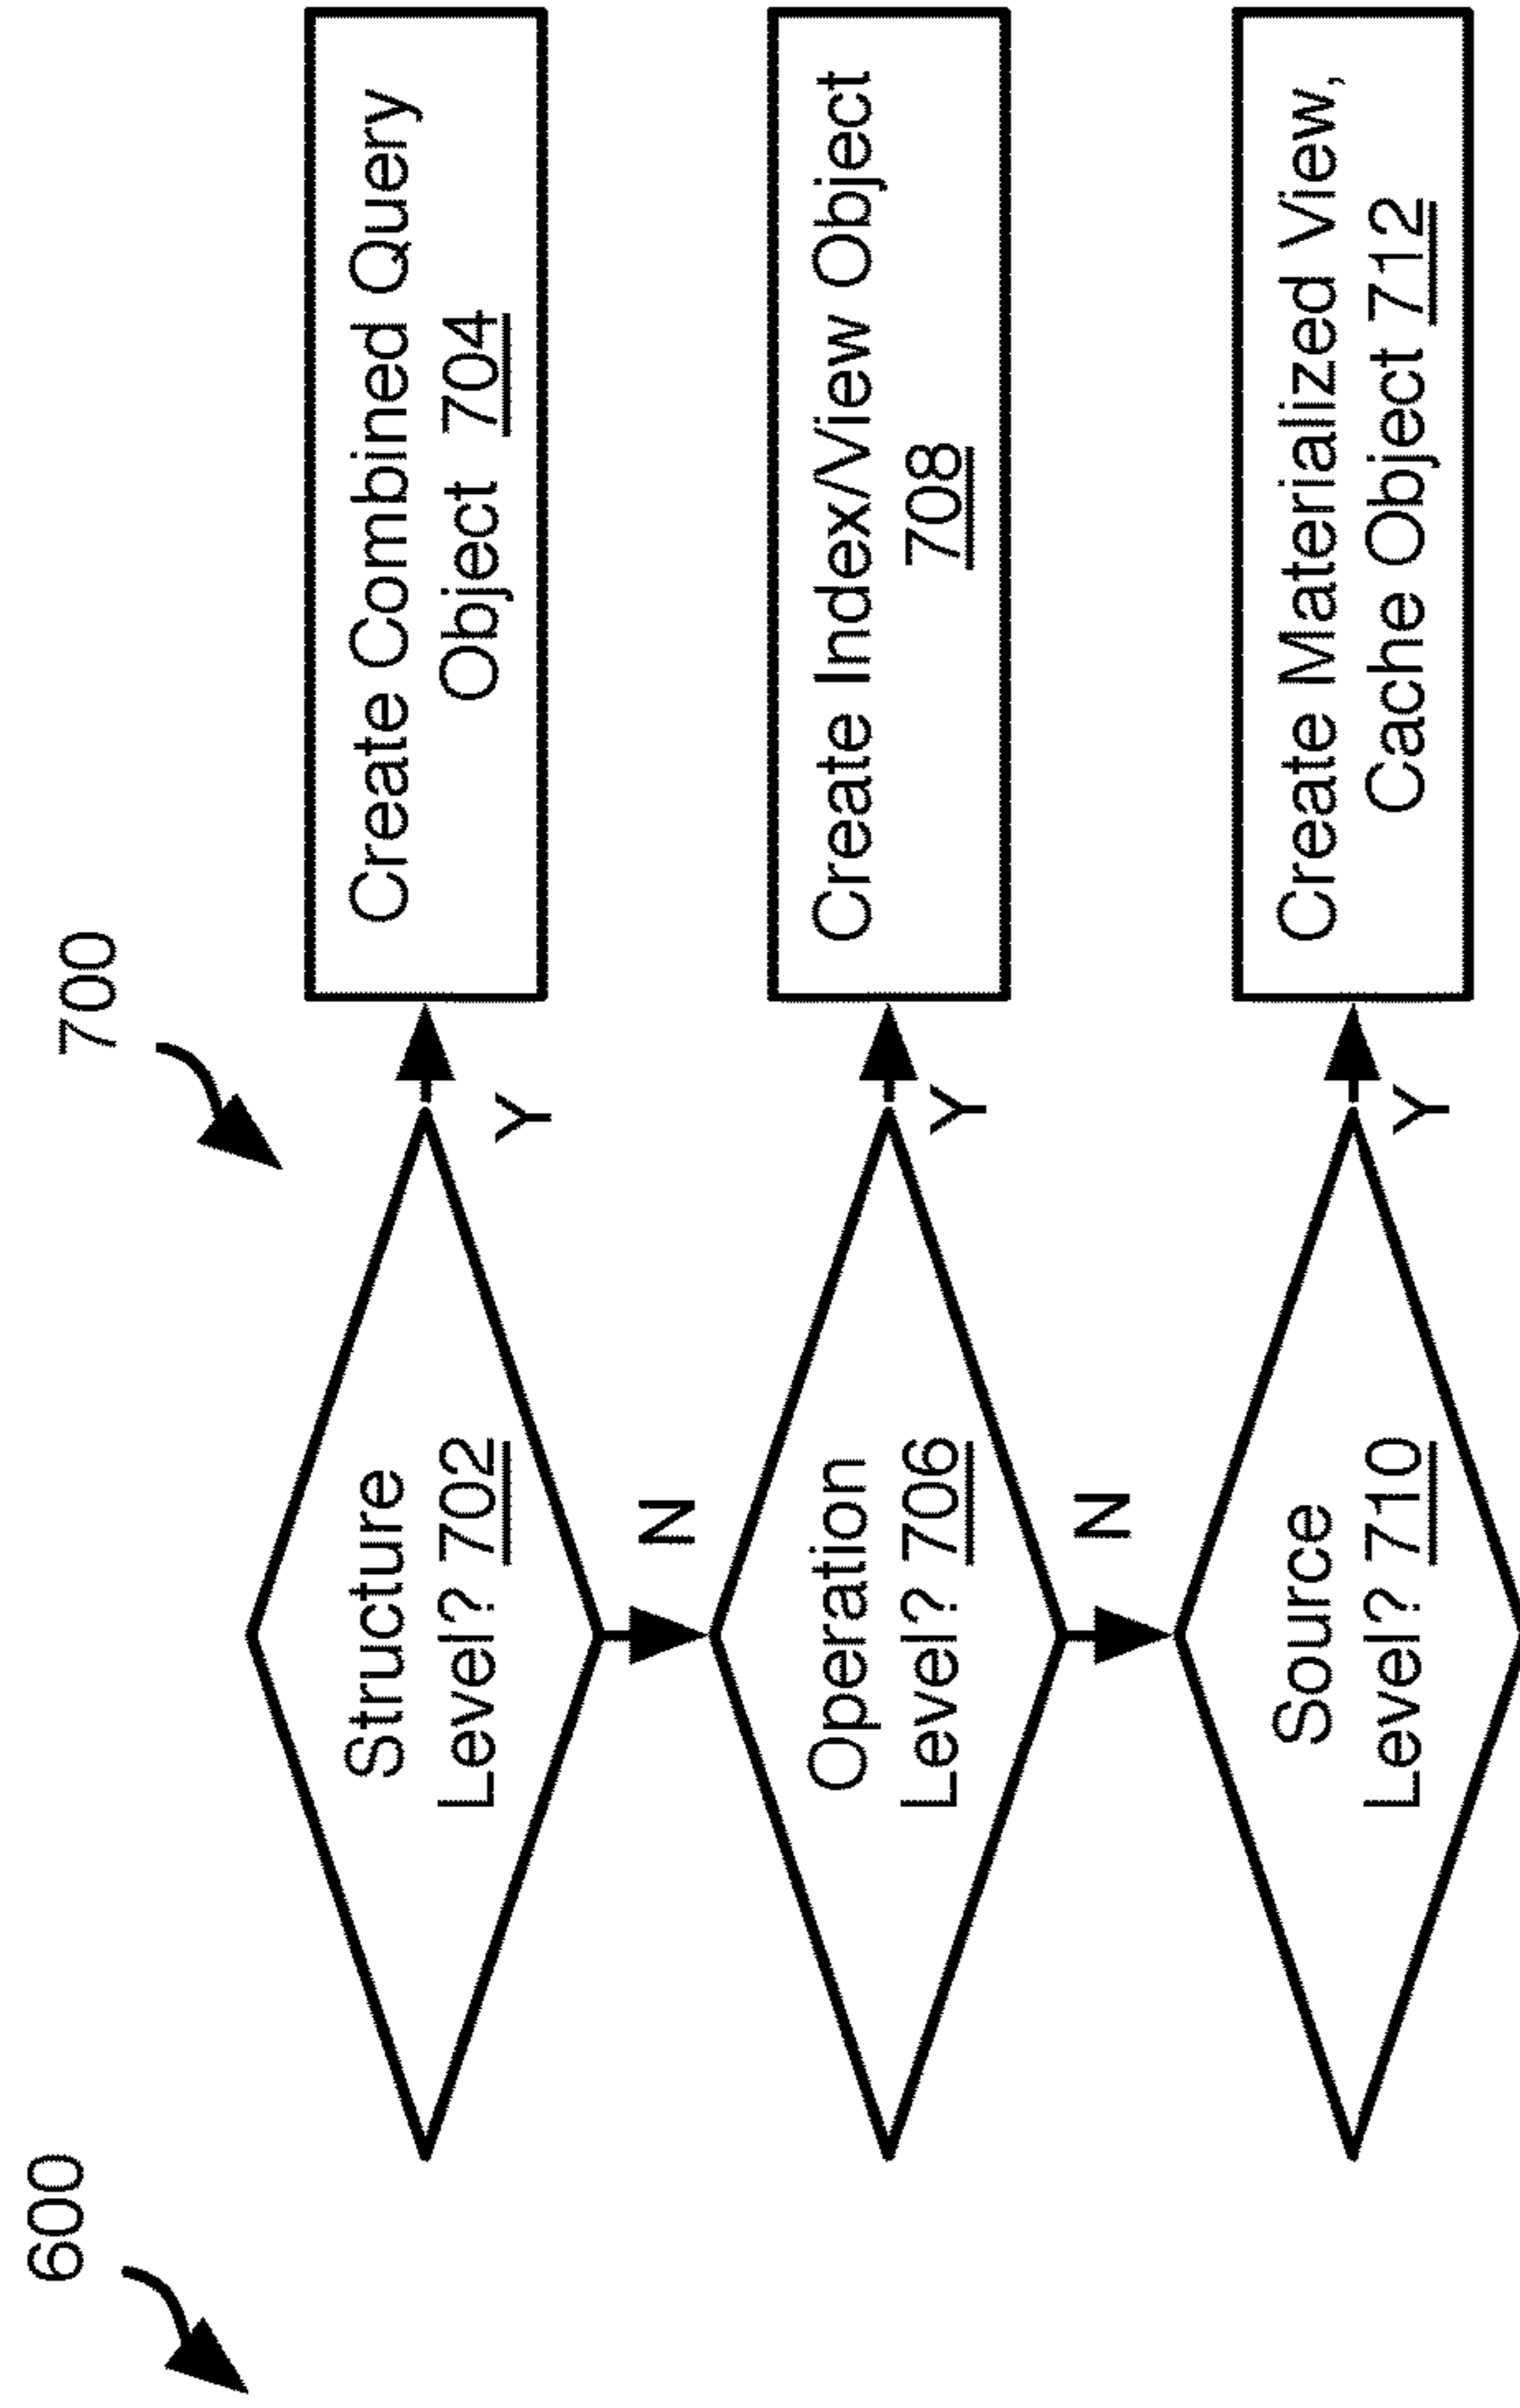 600
700
Structure
Level? 702
Y
Create Combined Query
Object 704
N
Operation
Level? 706
Y
Create Index/View Object
708
N
Source
Level? 710
Y
Create Materialized View,
Cache Object 712